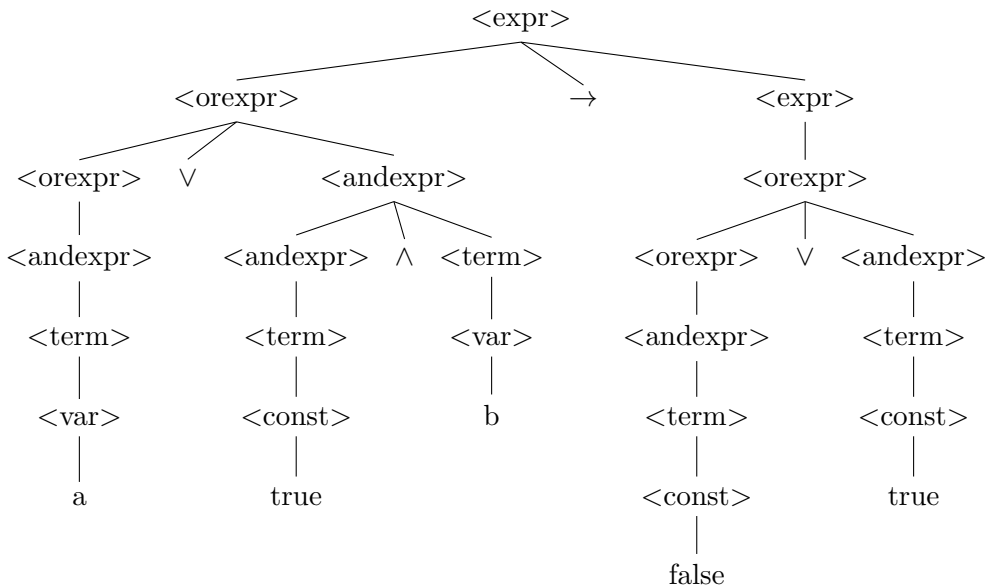 <expr>
<orexpr> → <expr>
<orexpr> ∨ <andexpr> <orexpr>
<andexpr> <andexpr> ∧ <term> <orexpr> ∨ <andexpr>
<term> <term> <var> <andexpr> <term>
<var> <const> b <term> <const>
a true <const> true
false